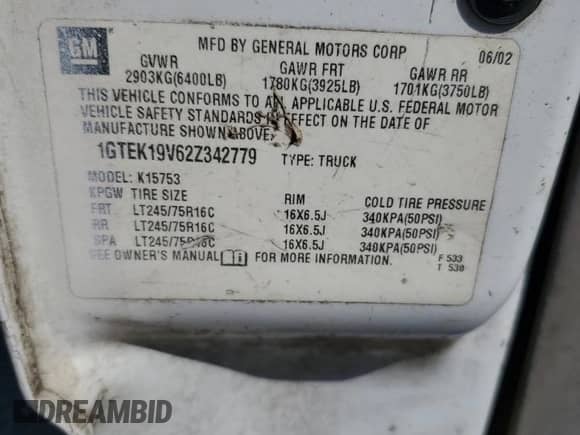 GM
MFD BY GENERAL MOTORS CORP 06/02
GVWR GAWR FRT GAWR RR
2903KG(6400LB) 1780KG(3925LB) 1701KG(3750LB)
THIS VEHICLE CONFORMS TO ALL APPLICABLE U.S. FEDERAL MOTOR
VEHICLE SAFETY STANDARDS IN EFFECT ON THE DATE OF
MANUFACTURE SHOWN ABOVE.
1GTEK19V62Z342779 TYPE: TRUCK
MODEL: K15753
KPGW TIRE SIZE RIM COLD TIRE PRESSURE
FRT LT245/75R16C 16X6.5J 340KPA(50PSI)
RR LT245/75R16C 16X6.5J 340KPA(50PSI)
SPA LT245/75R16C 16X6.5J 340KPA(50PSI)
SEE OWNER'S MANUAL FOR MORE INFORMATION.
F 533
T 530
DREAMBID